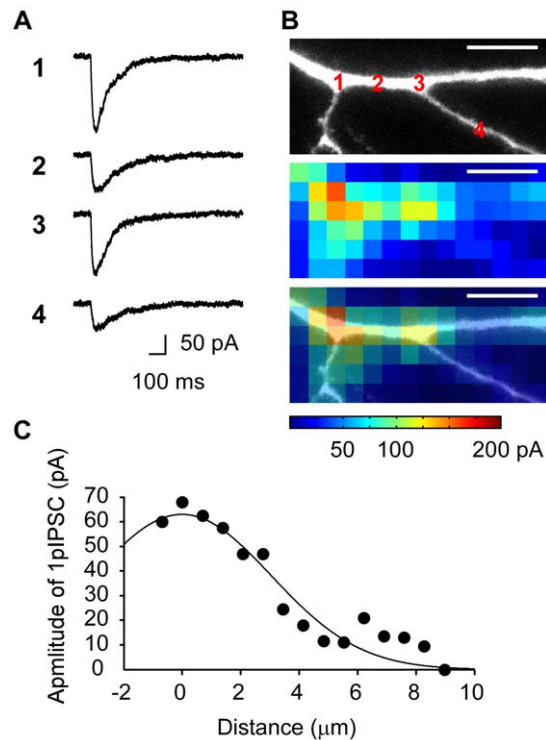 A
1
2
3
4
50 pA
100 ms
B
1 2 3
4
50 100 200 pA
C
Apmlitude of 1pIPSC (pA)
70
60
50
40
30
20
10
0
-2 0 2 4 6 8 10
Distance (μm)